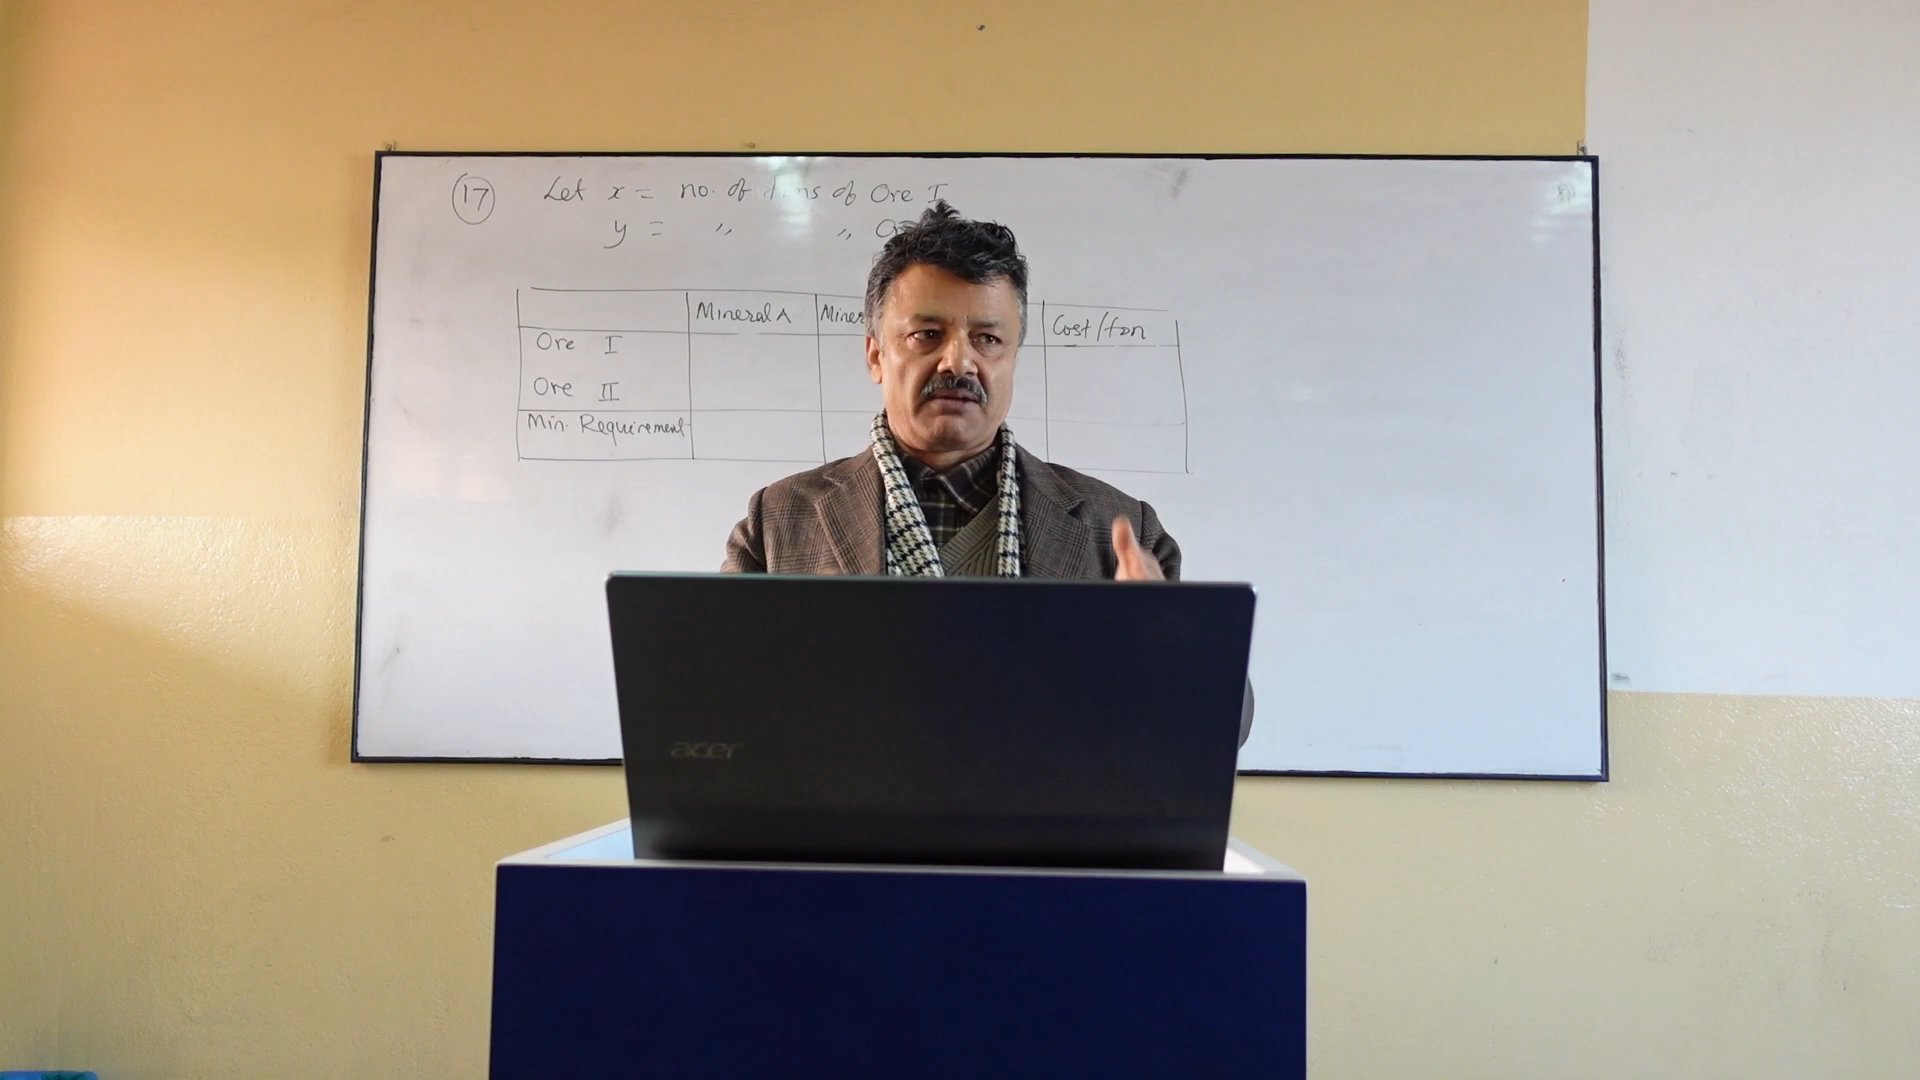 17 Let x = no. of tons of Ore I
y = " "
Mineral A Cost/ton
Ore I
Ore II
Min. Requirement
acer